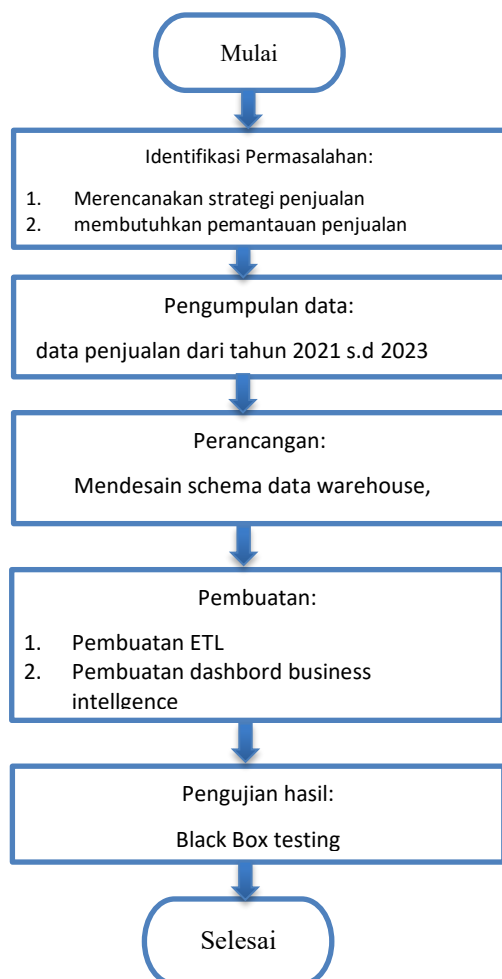 Mulai
Identifikasi Permasalahan:
1. Merencanakan strategi penjualan
2. membutuhkan pemantauan penjualan
Pengumpulan data:
data penjualan dari tahun 2021 s.d 2023
Perancangan:
Mendesain schema data warehouse,
Pembuatan:
1. Pembuatan ETL
2. Pembuatan dashbord business
intellgence
Pengujian hasil:
Black Box testing
Selesai